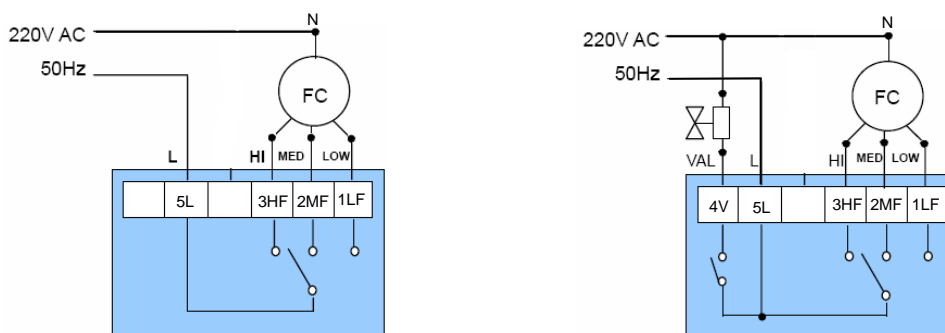 N
220V AC
50Hz
FC
L HI MED LOW
5L 3HF 2MF 1LF
N
220V AC
50Hz
FC
VAL L HI MED LOW
4V 5L 3HF 2MF 1LF